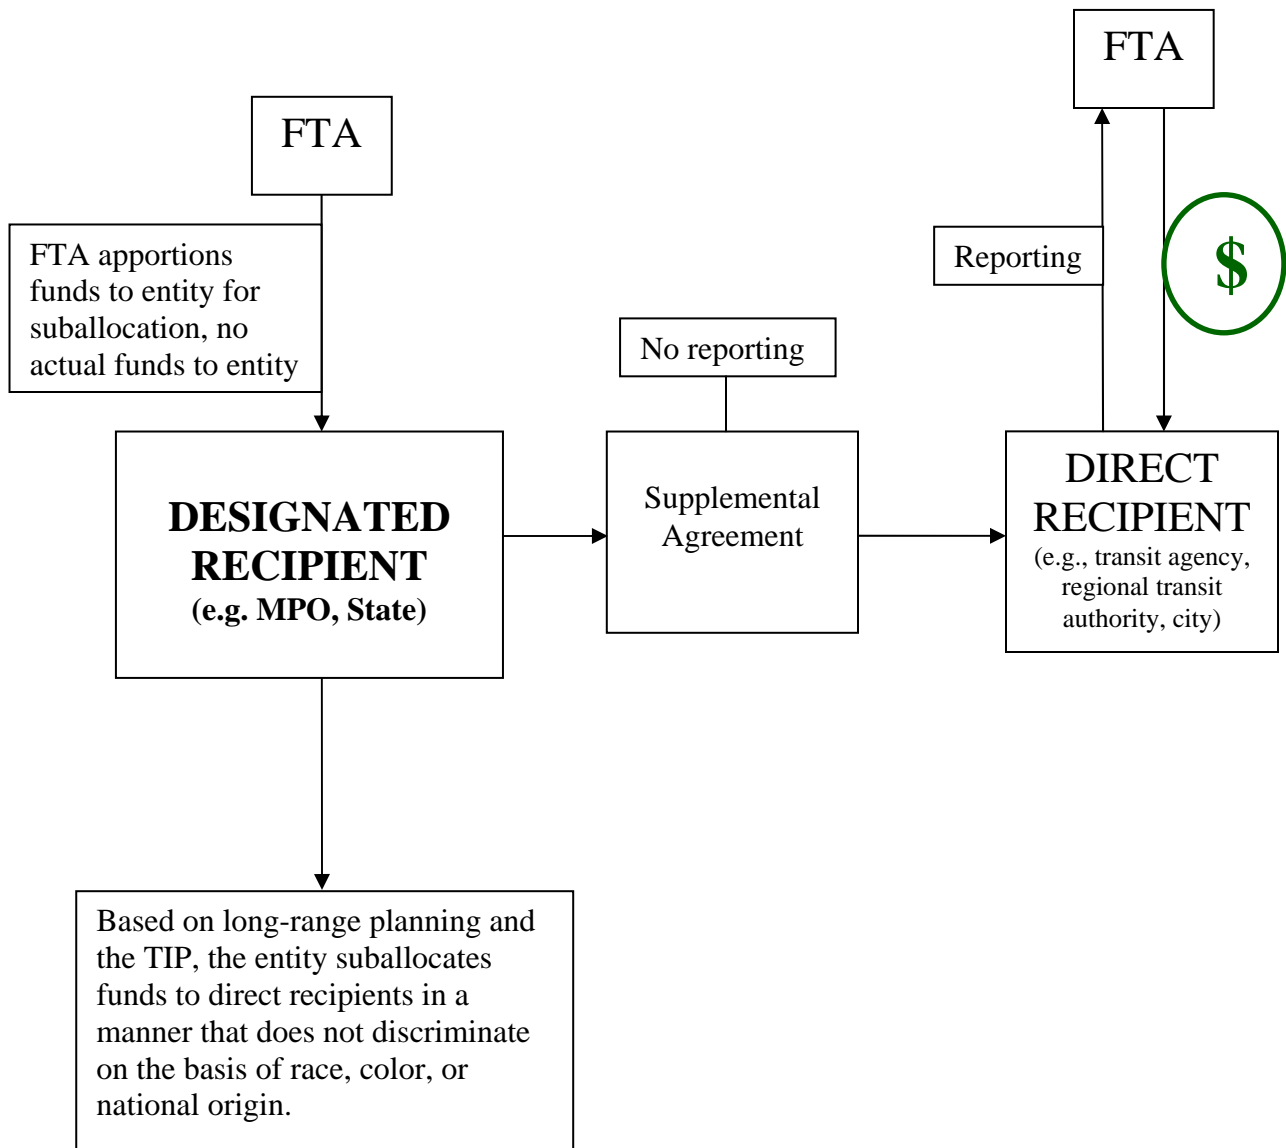 FTA
FTA
FTA apportions
funds to entity for
suballocation, no
actual funds to entity
Reporting
$
No reporting
DESIGNATED
RECIPIENT
(e.g. MPO, State)
Supplemental
Agreement
DIRECT
RECIPIENT
(e.g., transit agency,
regional transit
authority, city)
Based on long-range planning and
the TIP, the entity suballocates
funds to direct recipients in a
manner that does not discriminate
on the basis of race, color, or
national origin.